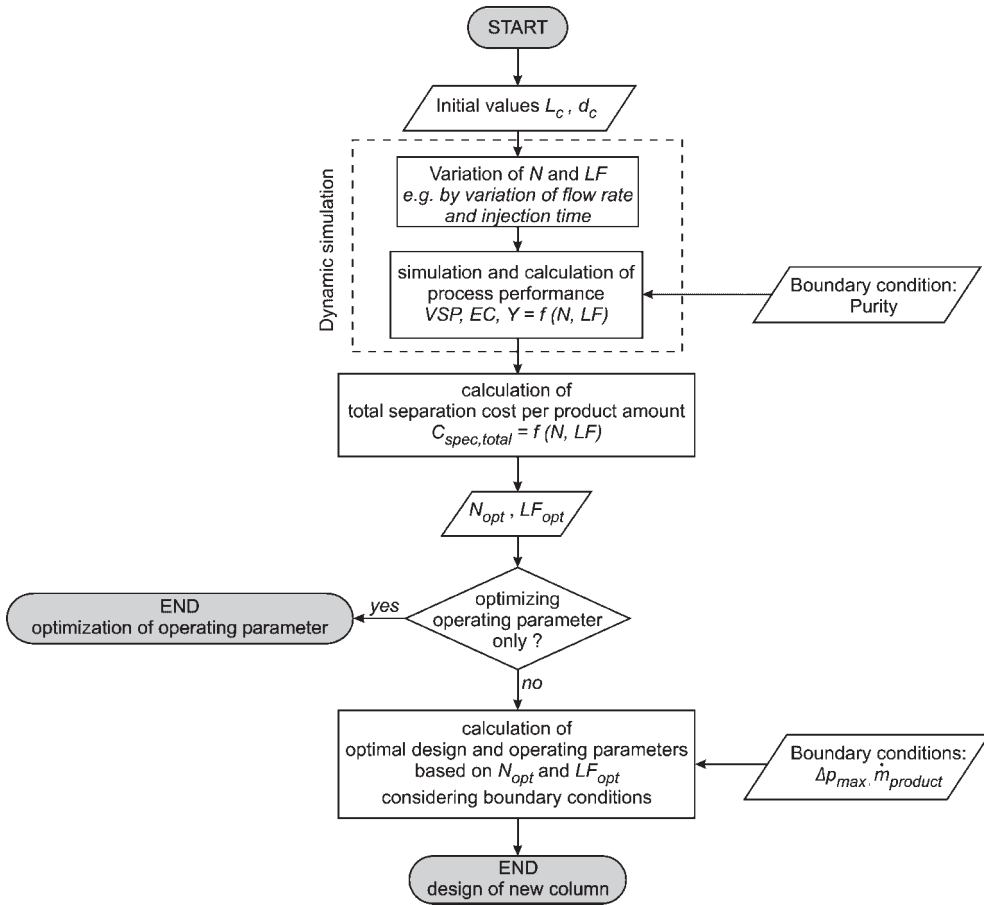 START
Initial values L_c , d_c
Dynamic simulation
Variation of N and LF
e.g. by variation of flow rate
and injection time
simulation and calculation of
process performance
VSP, EC, Y = f (N, LF)
Boundary condition:
Purity
calculation of
total separation cost per product amount
C_spec,total = f (N, LF)
N_opt , LF_opt
optimizing
operating parameter
only ?
yes
END
optimization of operating parameter
no
calculation of
optimal design and operating parameters
based on N_opt and LF_opt
considering boundary conditions
Boundary conditions:
Δp_max, ṁ_product
END
design of new column